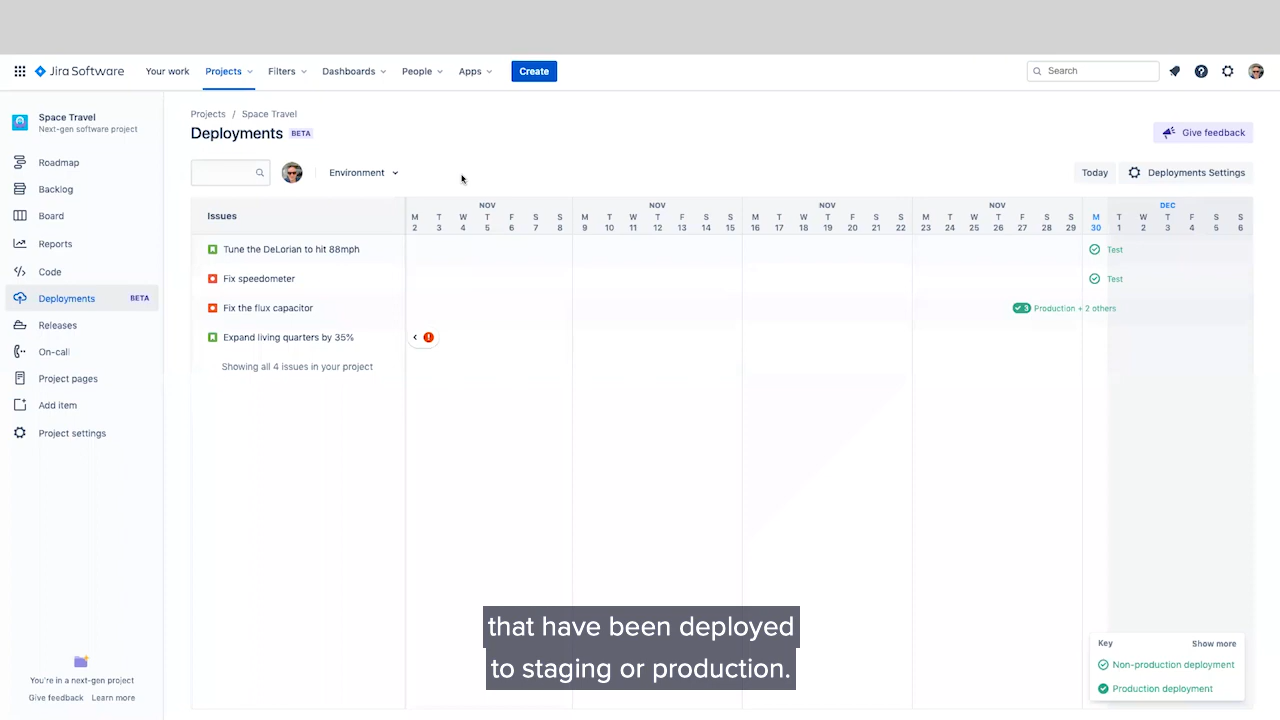 Jira Software
Your work
Projects
Filters
Dashboards
People
Apps
Create
Search
Space Travel
Next-gen software project
Roadmap
Backlog
Board
Reports
Code
Deployments BETA
Releases
On-call
Project pages
Add item
Project settings
You're in a next-gen project
Give feedback Learn more
Projects / Space Travel
Deployments BETA
Give feedback
Environment
Today
Deployments Settings
Issues
NOV NOV NOV NOV DEC
M T W T F S S M T W T F S S M T W T F S S M T W T F S S M T W T F S S
2 3 4 5 6 7 8 9 10 11 12 13 14 15 16 17 18 19 20 21 22 23 24 25 26 27 28 29 30 1 2 3 4 5 6
Tune the DeLorian to hit 88mph
Test
Fix speedometer
Test
Fix the flux capacitor
3 Production + 2 others
Expand living quarters by 35%
Showing all 4 issues in your project
that have been deployed
to staging or production.
Key Show more
Non-production deployment
Production deployment